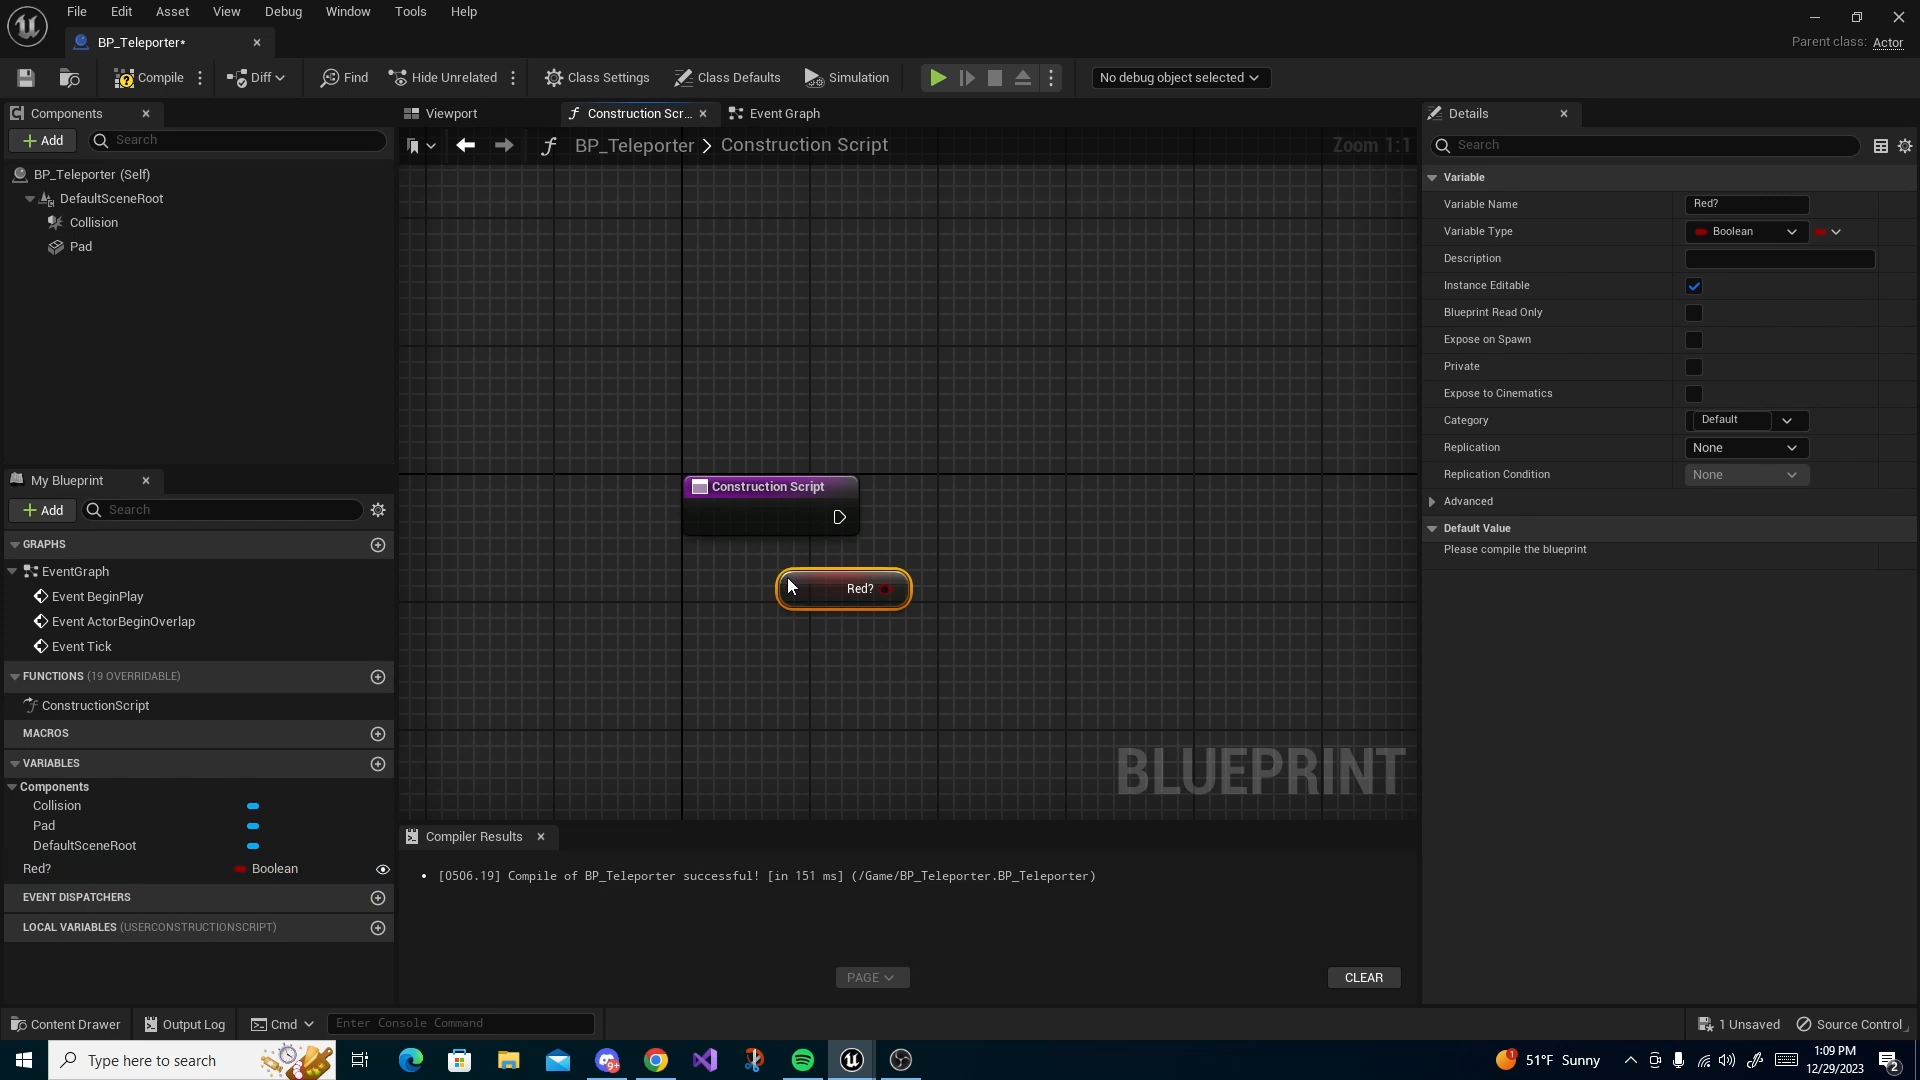 File Edit Asset View Debug Window Tools Help
BP_Teleporter*
Parent class: Actor
Compile Diff Find Hide Unrelated Class Settings Class Defaults Simulation No debug object selected
Components
Viewport Construction Scr... Event Graph
Details
Add Search
BP_Teleporter > Construction Script
Zoom 1:1
Search
BP_Teleporter (Self)
DefaultSceneRoot
Collision
Pad
My Blueprint
Add Search
GRAPHS
EventGraph
Event BeginPlay
Event ActorBeginOverlap
Event Tick
FUNCTIONS (19 OVERRIDABLE)
ConstructionScript
MACROS
VARIABLES
Components
Collision
Pad
DefaultSceneRoot
Red? Boolean
EVENT DISPATCHERS
LOCAL VARIABLES (USERCONSTRUCTIONSCRIPT)
Construction Script
Red?
BLUEPRINT
Compiler Results
[0506.19] Compile of BP_Teleporter successful! [in 151 ms] (/Game/BP_Teleporter.BP_Teleporter)
PAGE
CLEAR
Variable
Variable Name Red?
Variable Type Boolean
Description
Instance Editable
Blueprint Read Only
Expose on Spawn
Private
Expose to Cinematics
Category Default
Replication None
Replication Condition None
Advanced
Default Value
Please compile the blueprint
Content Drawer Output Log Cmd Enter Console Command
1 Unsaved Source Control
Type here to search
9+
1
51°F Sunny
1:09 PM
12/29/2023
2